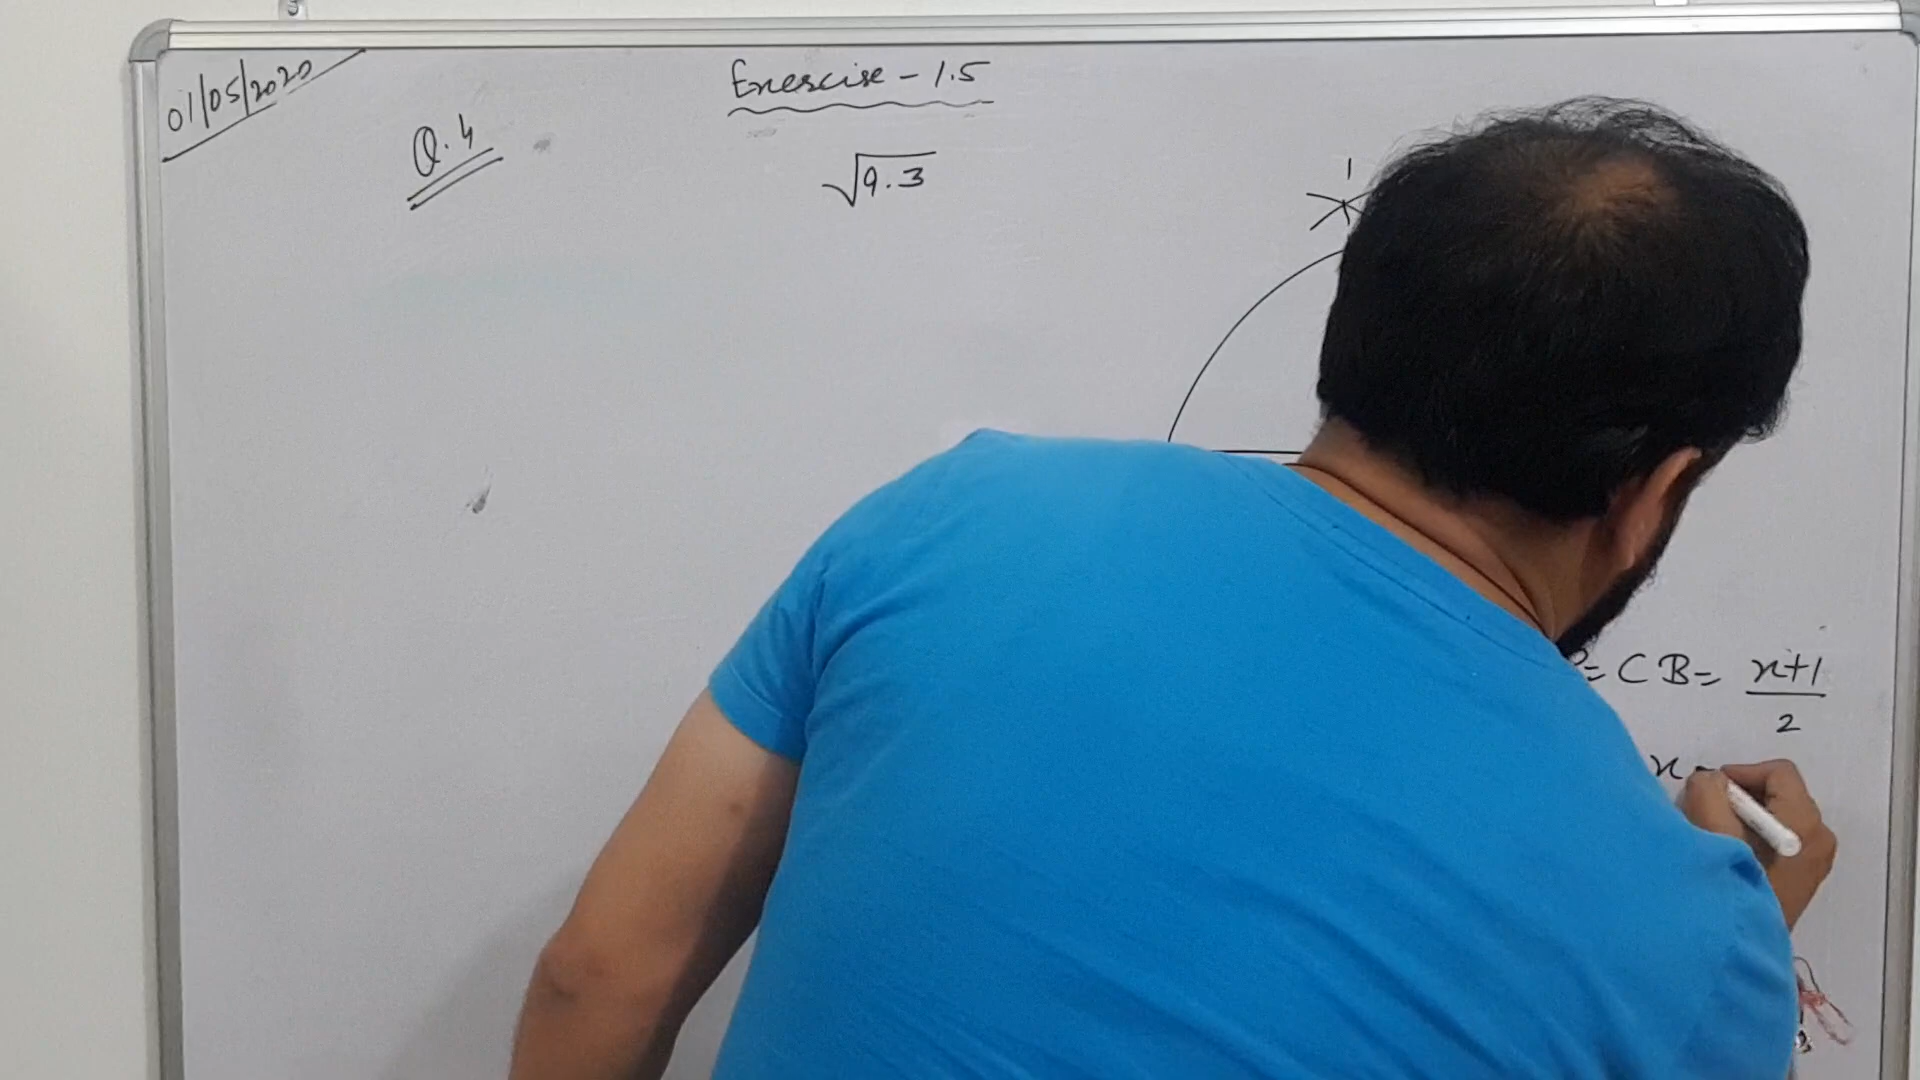 01/05/2020
Exercise - 1.5
Q.4
√9.3
1
= CB = x+1
2
x -